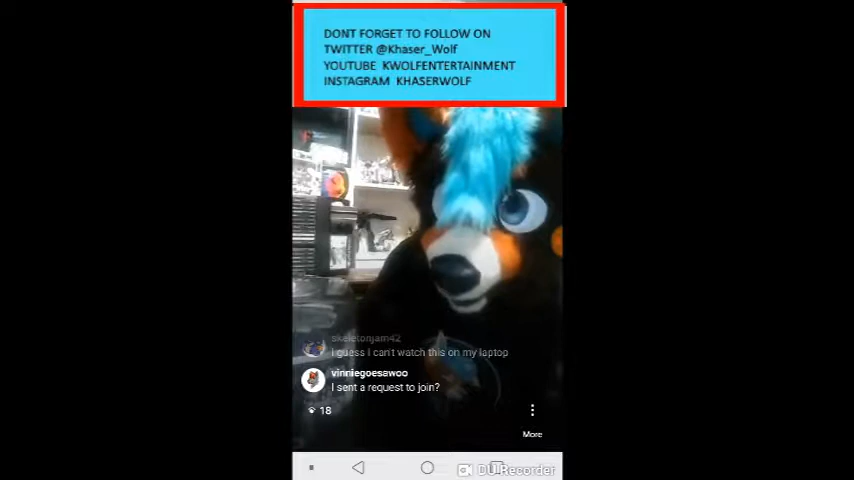 DONT FORGET TO FOLLOW ON
TWITTER @Khaser_Wolf
YOUTUBE KWOLFENTERTAINMENT
INSTAGRAM KHASERWOLF
skeletonjam42
I guess I can't watch this on my laptop
vinniegoesawoo
I sent a request to join?
18
More
DU Recorder